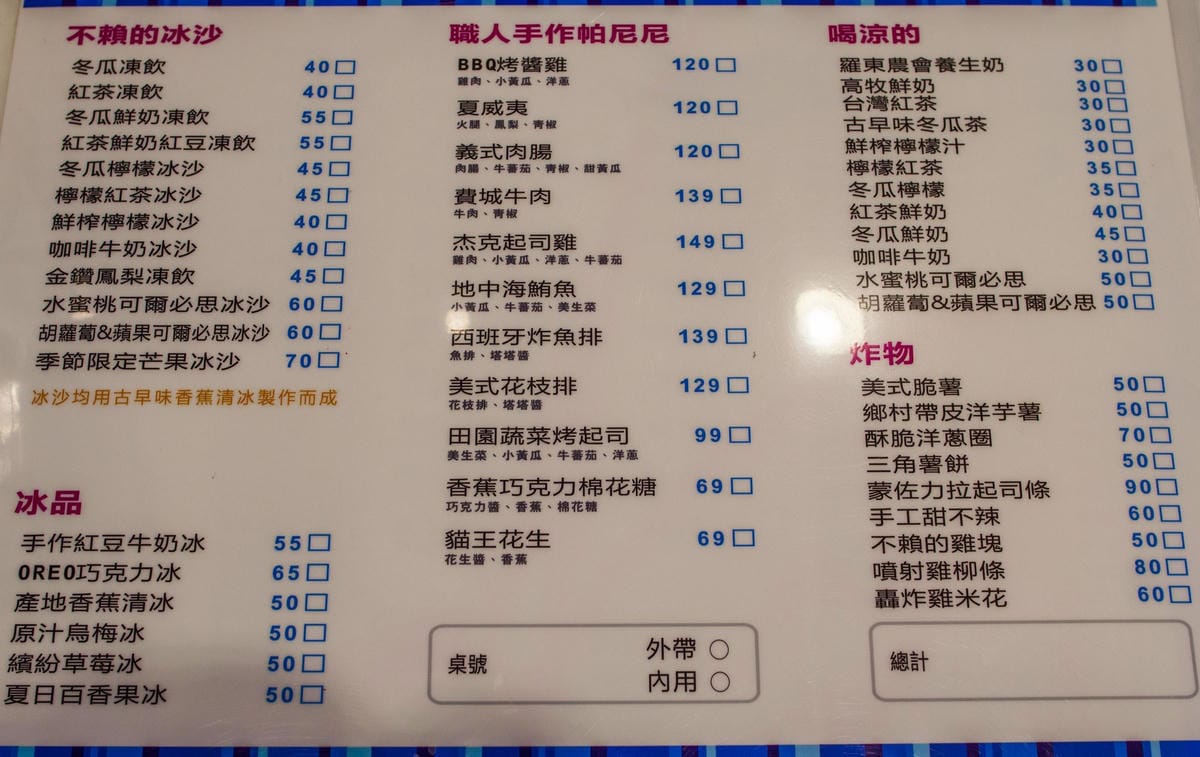 不賴的冰沙
冬瓜凍飲 40
紅茶凍飲 40
冬瓜鮮奶凍飲 55
紅茶鮮奶紅豆凍飲 55
冬瓜檸檬冰沙 45
檸檬紅茶冰沙 45
鮮榨檸檬冰沙 40
咖啡牛奶冰沙 40
金鑽鳳梨凍飲 45
水蜜桃可爾必思冰沙 60
胡蘿蔔&蘋果可爾必思冰沙 60
季節限定芒果冰沙 70
冰沙均用古早味香蕉清冰製作而成
冰品
手作紅豆牛奶冰 55
OREO巧克力冰 65
產地香蕉清冰 50
原汁烏梅冰 50
繽紛草莓冰 50
夏日百香果冰 50
職人手作帕尼尼
BBQ烤醬雞 120
雞肉、小黃瓜、洋蔥
夏威夷 120
火腿、鳳梨、青椒
義式肉腸 120
肉腸、牛蕃茄、青椒、甜黃瓜
費城牛肉 139
牛肉、青椒
杰克起司雞 149
雞肉、小黃瓜、洋蔥、牛蕃茄
地中海鮪魚 129
小黃瓜、牛蕃茄、美生菜
西班牙炸魚排 139
魚排、塔塔醬
美式花枝排 129
花枝排、塔塔醬
田園蔬菜烤起司 99
美生菜、小黃瓜、牛蕃茄、洋蔥
香蕉巧克力棉花糖 69
巧克力醬、香蕉、棉花糖
貓王花生 69
花生醬、香蕉
桌號
外帶 ○
內用 ○
喝涼的
羅東農會養生奶 30
高牧鮮奶 30
台灣紅茶 30
古早味冬瓜茶 30
鮮榨檸檬汁 30
檸檬紅茶 35
冬瓜檸檬 35
紅茶鮮奶 40
冬瓜鮮奶 45
咖啡牛奶 30
水蜜桃可爾必思 50
胡蘿蔔&蘋果可爾必思 50
炸物
美式脆薯 50
鄉村帶皮洋芋薯 50
酥脆洋蔥圈 70
三角薯餅 50
蒙佐力拉起司條 90
手工甜不辣 60
不賴的雞塊 50
噴射雞柳條 80
轟炸雞米花 60
總計